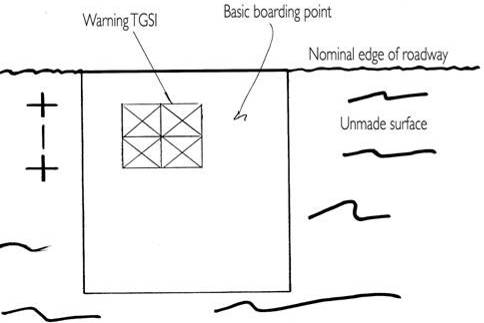 Warning TGSI
Basic boarding point
Nominal edge of roadway
Unmade surface